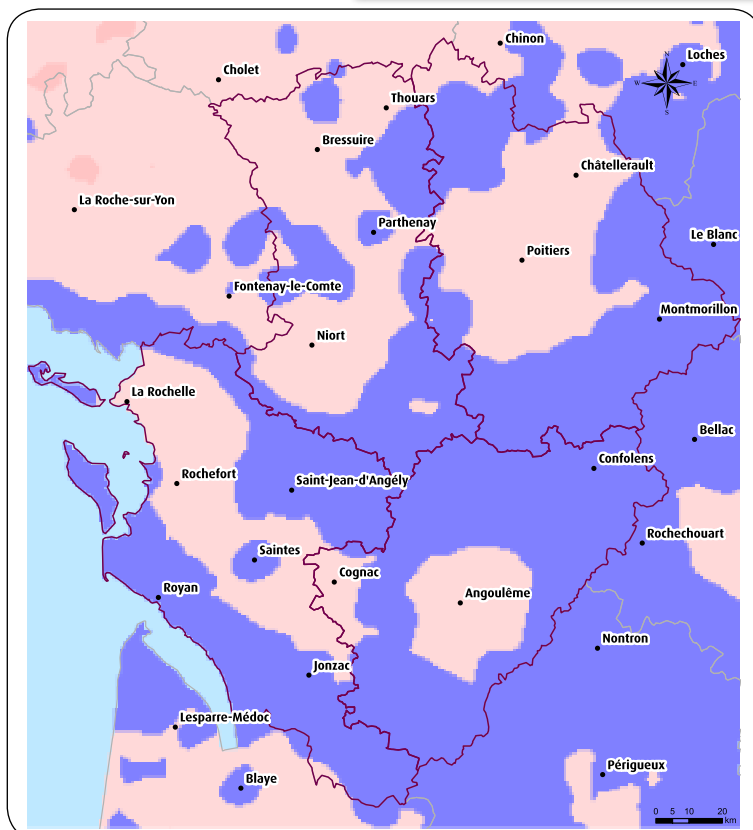 Chinon
Loches
N
W E
S
Cholet
Thouars
Bressuire
Châtellerault
La Roche-sur-Yon
Parthenay
Le Blanc
Poitiers
Fontenay-le-Comte
Montmorillon
Niort
La Rochelle
Bellac
Confolens
Rochefort
Saint-Jean-d'Angély
Rochechouart
Saintes
Cognac
Royan
Angoulême
Nontron
Jonzac
Lesparre-Médoc
Périgueux
Blaye
0 5 10 20
km